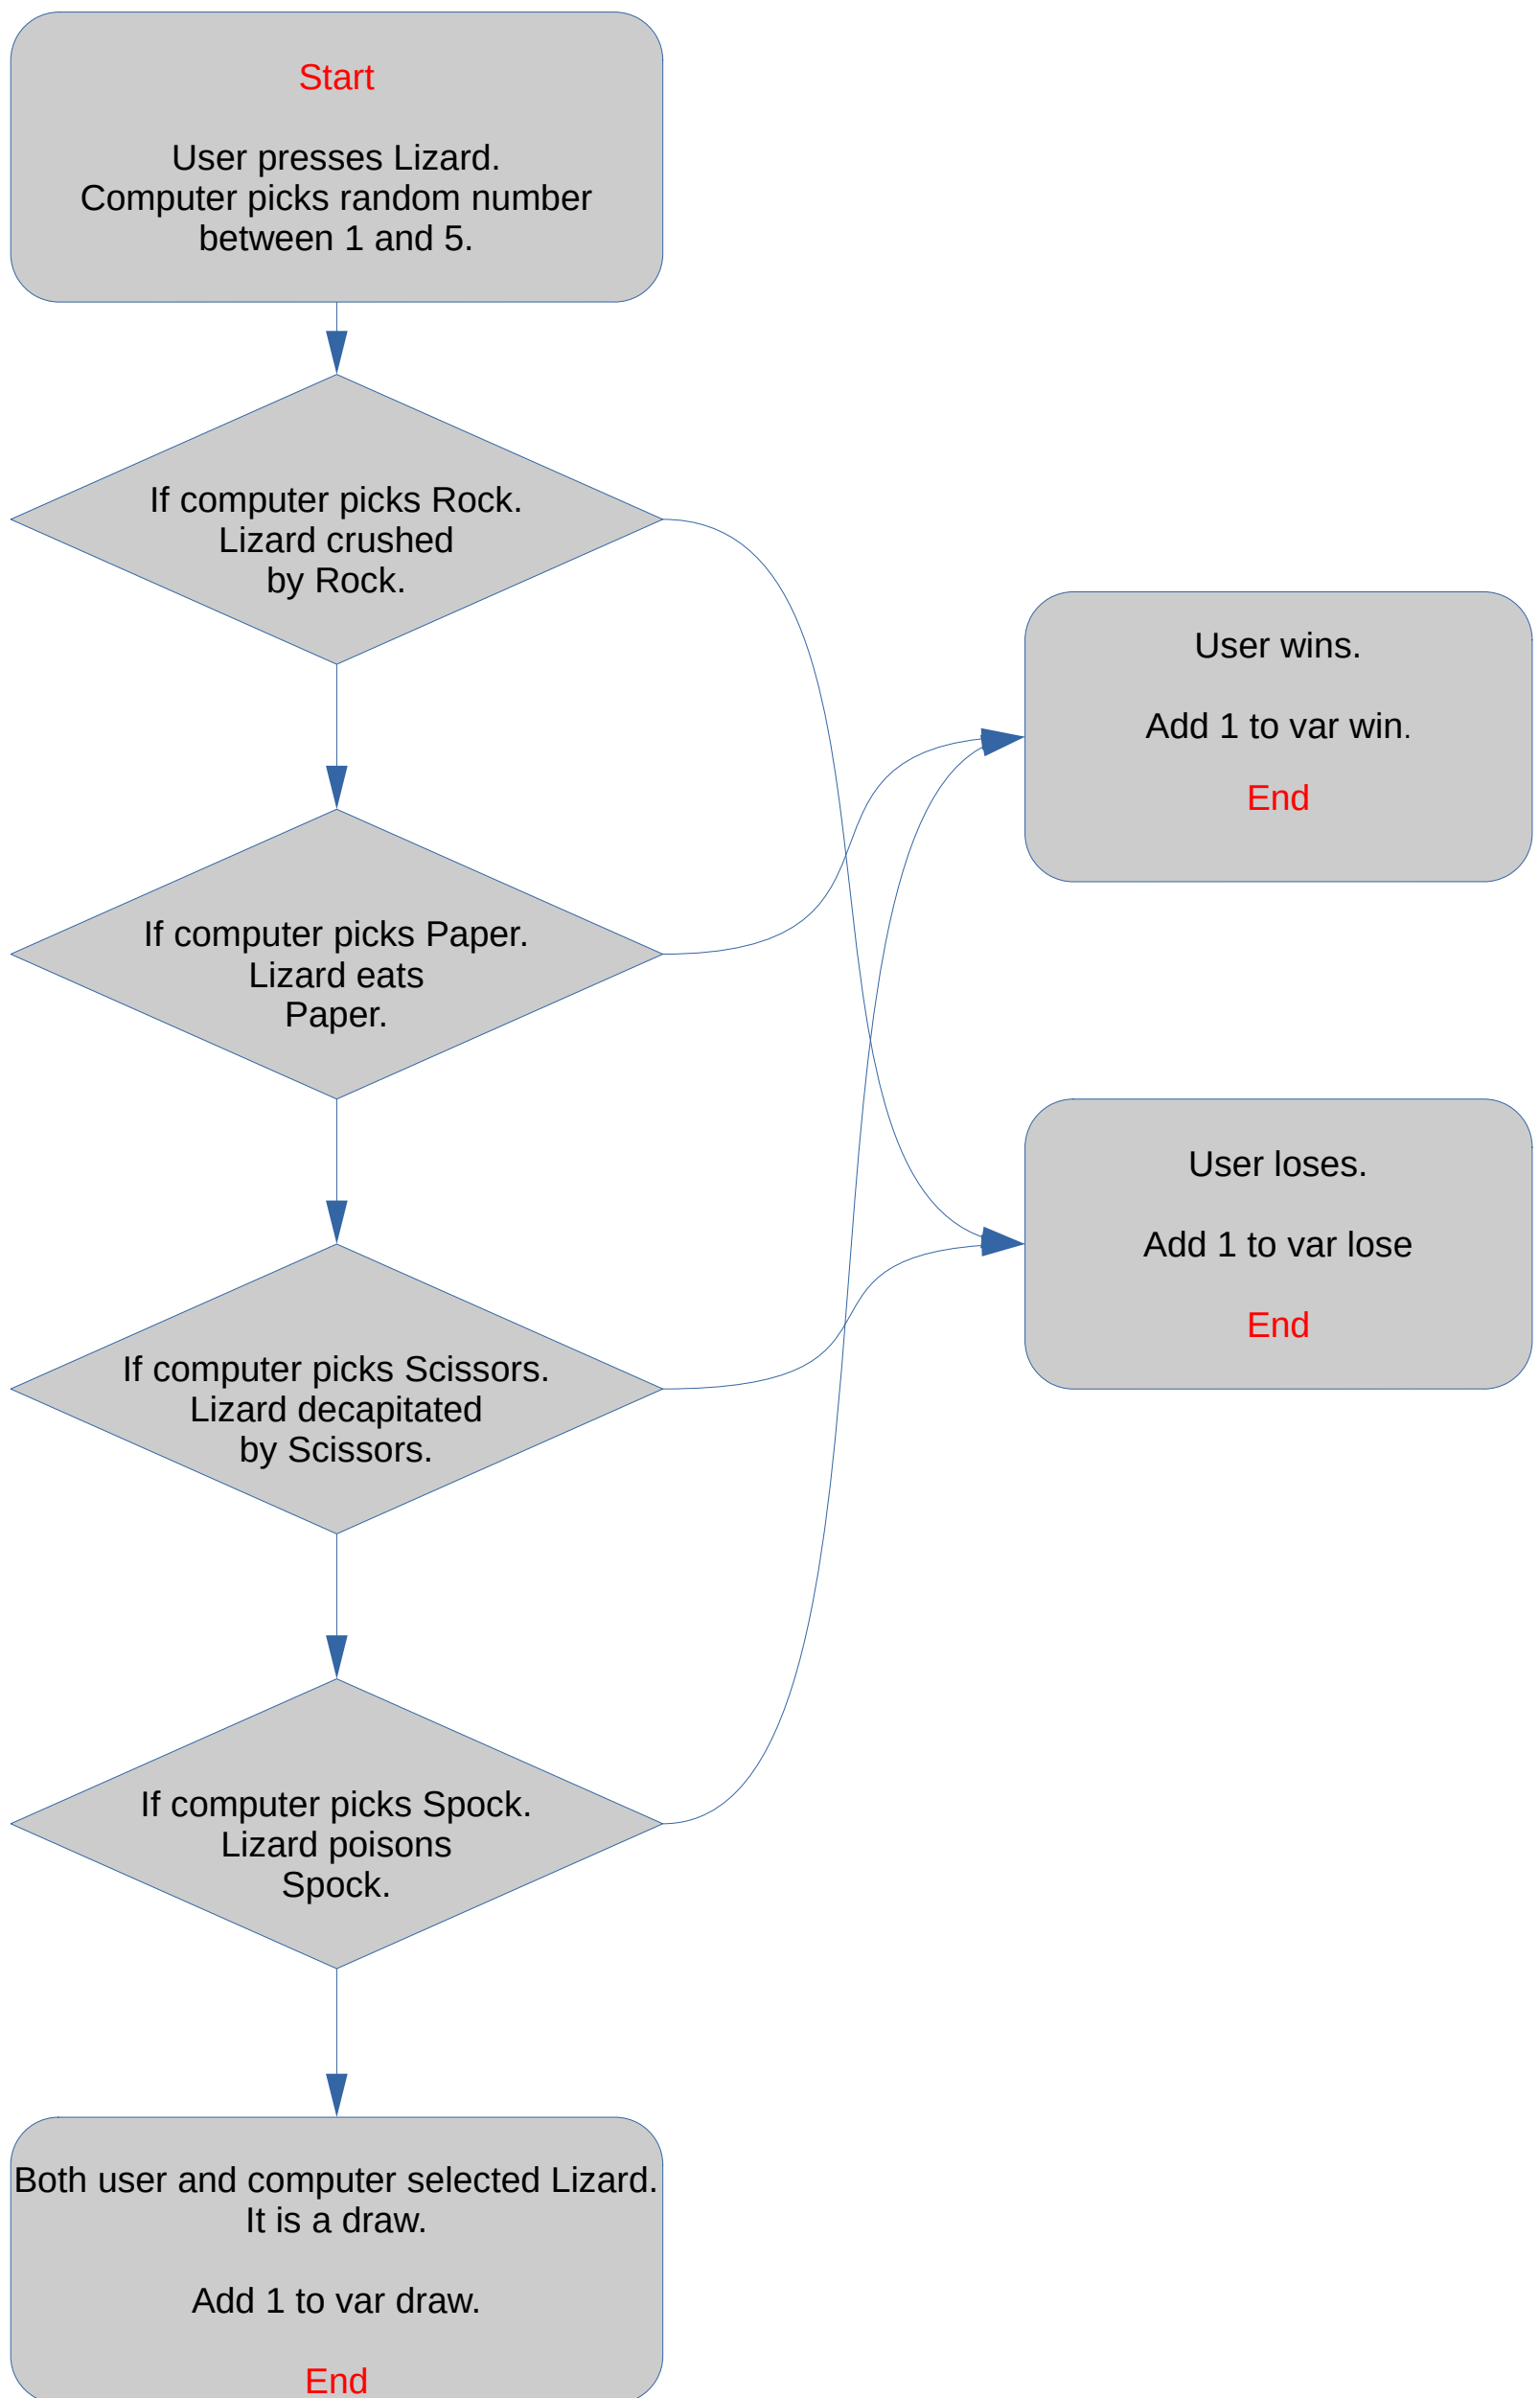 Start
User presses Lizard.
Computer picks random number
between 1 and 5.
If computer picks Rock.
Lizard crushed
by Rock.
If computer picks Paper.
Lizard eats
Paper.
If computer picks Scissors.
Lizard decapitated
by Scissors.
If computer picks Spock.
Lizard poisons
Spock.
Both user and computer selected Lizard.
It is a draw.
Add 1 to var draw.
End
User wins.
Add 1 to var win.
End
User loses.
Add 1 to var lose
End